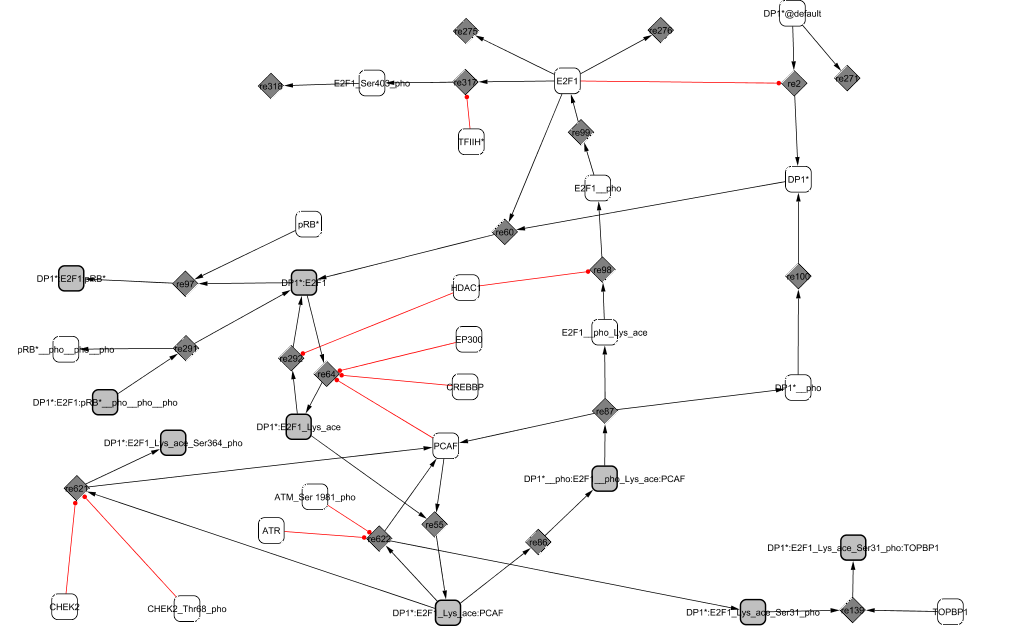 DP1*@default
re275
re276
re271
re318
E2F1_Ser403_pho
re317
E2F1
re2
TFIIH*
re99
DP1*
E2F1__pho
pRB*
re60
re98
re100
DP1*:E2F1:pRB*
re97
DP1*:E2F1
HDAC1
E2F1__pho_Lys_ace
EP300
pRB*__pho__pho__pho
re291
re292
re64
CREBBP
DP1*__pho
DP1*:E2F1:pRB*__pho__pho__pho
re87
DP1*:E2F1_Lys_ace
DP1*:E2F1_Lys_ace_Ser364_pho
PCAF
DP1*__pho:E2F1__pho_Lys_ace:PCAF
re621
ATM_Ser 1981_pho
re55
ATR
re622
re86
DP1*:E2F1_Lys_ace_Ser31_pho:TOPBP1
CHEK2
CHEK2_Thr68_pho
DP1*:E2F1_Lys_ace:PCAF
DP1*:E2F1_Lys_ace_Ser31_pho
re139
TOPBP1